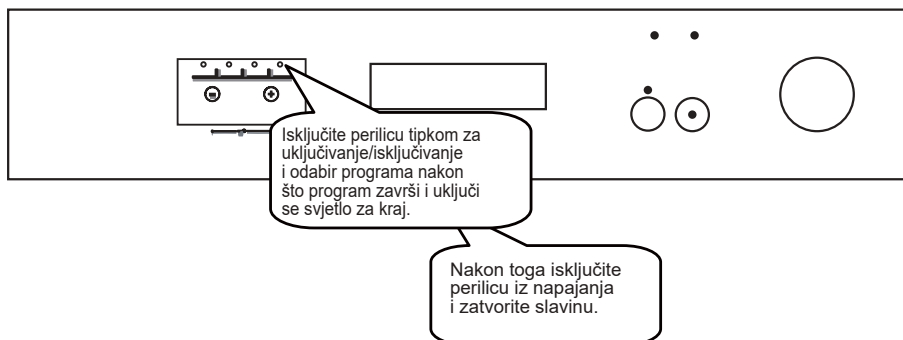 Isključite perilicu tipkom za
uključivanje/isključivanje
i odabir programa nakon
što program završi i uključi
se svjetlo za kraj.
Nakon toga isključite
perilicu iz napajanja
i zatvorite slavinu.